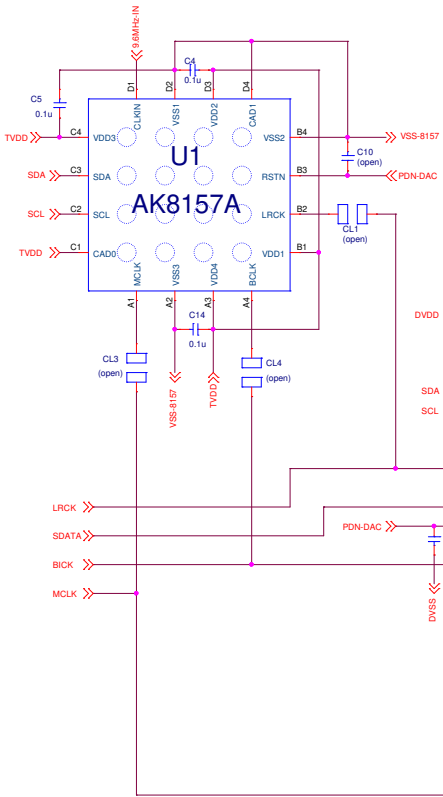 9.6MHz-IN
C4
0.1u
D1
D2
D3
D4
C5
0.1u
CLKIN
VSS1
VDD2
CAD1
TVDD
C4
VDD3
VSS2
B4
VSS-8157
U1
C10
(open)
SDA
C3
SDA
RSTN
B3
PDN-DAC
AK8157A
SCL
C2
SCL
LRCK
B2
CL1
(open)
TVDD
C1
CAD0
VDD1
B1
MCLK
VSS3
VDD4
BCLK
A1
A2
A3
A4
C14
0.1u
DVDD
CL3
(open)
CL4
(open)
VSS-8157
TVDD
SDA
SCL
LRCK
SDATA
PDN-DAC
BICK
MCLK
DVSS